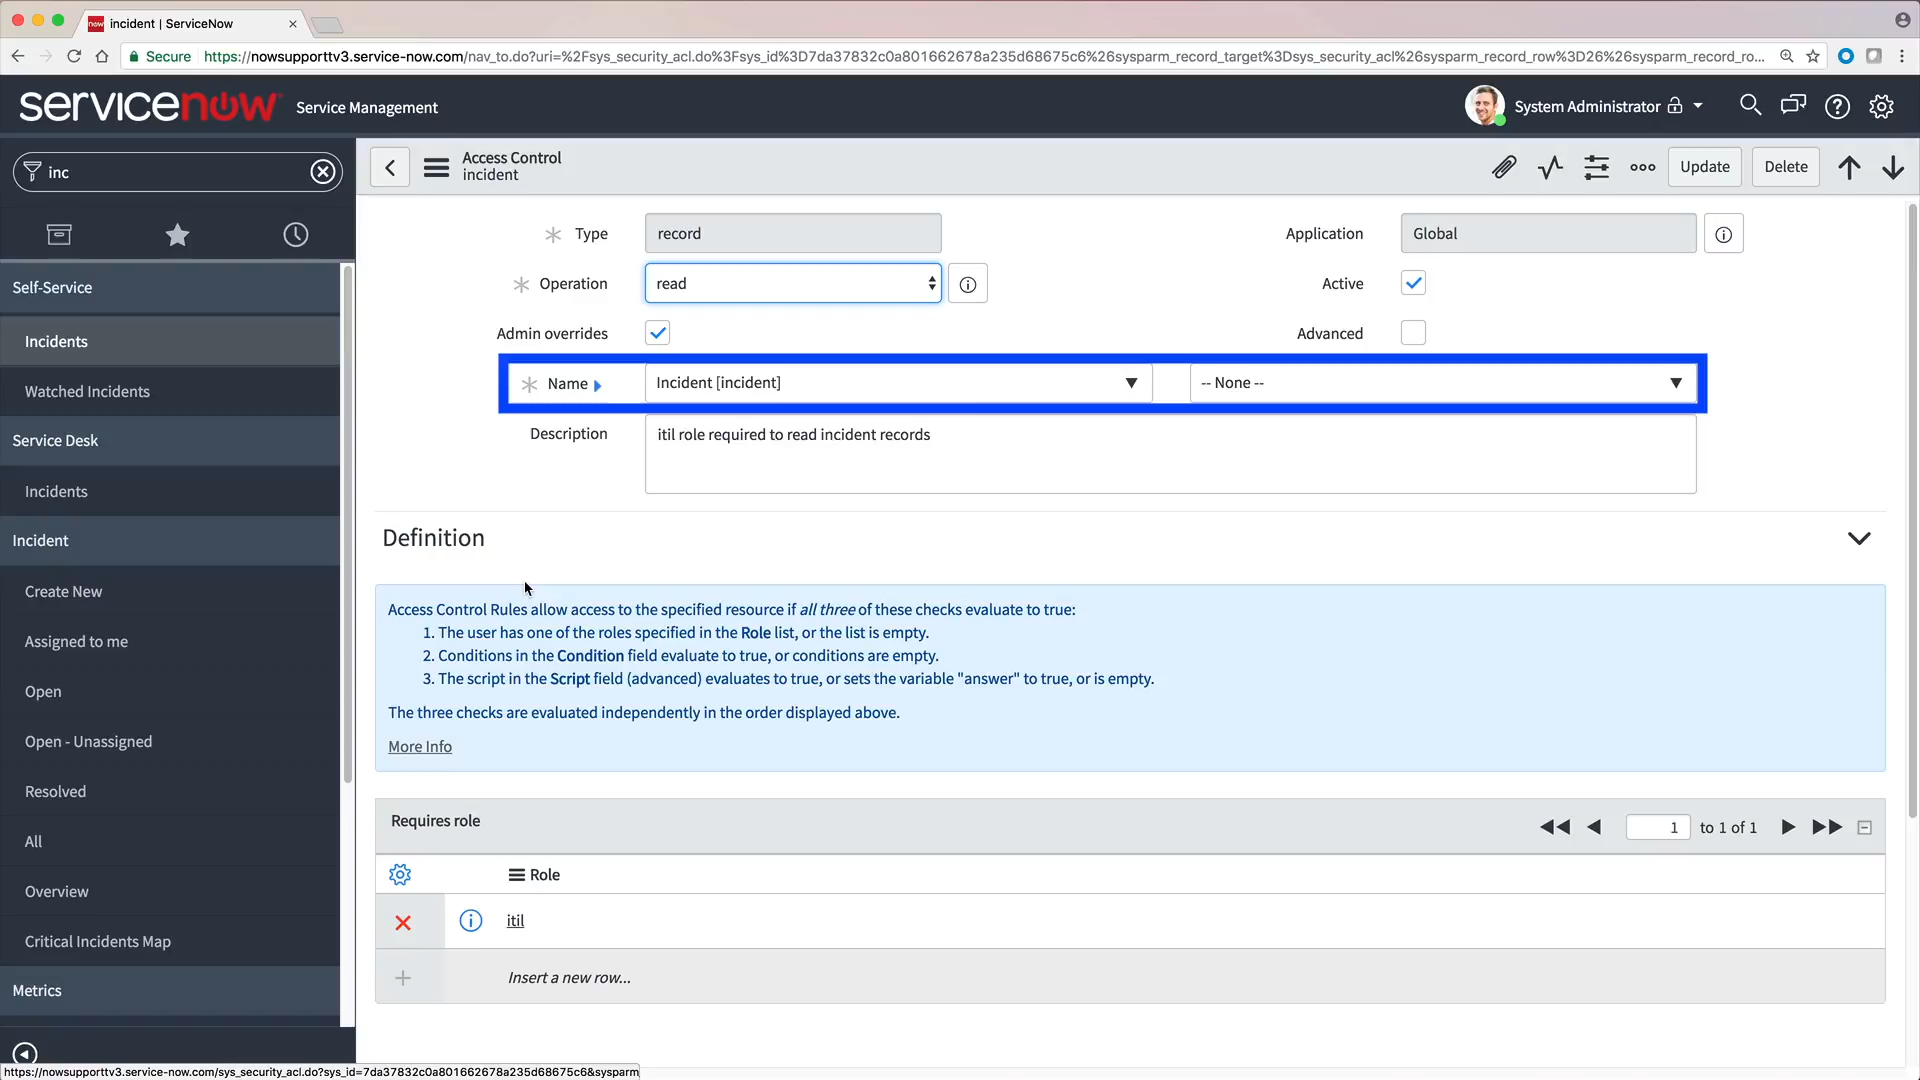 incident | ServiceNow
Secure https://nowsupporttv3.service-now.com/nav_to.do?uri=%2Fsys_security_acl.do%3Fsys_id%3D7da37832c0a801662678a235d68675c6%26sysparm_record_target%3Dsys_security_acl%26sysparm_record_row%3D26%26sysparm_record_ro...
servicenow Service Management
System Administrator
inc
Access Control
incident
Update
Delete
Self-Service
Incidents
Watched Incidents
Service Desk
Incidents
Incident
Create New
Assigned to me
Open
Open - Unassigned
Resolved
All
Overview
Critical Incidents Map
Metrics
Type record
Application Global
Operation read
Active
Admin overrides
Advanced
Name Incident [incident] -- None --
Description itil role required to read incident records
Definition
Access Control Rules allow access to the specified resource if all three of these checks evaluate to true:
1. The user has one of the roles specified in the Role list, or the list is empty.
2. Conditions in the Condition field evaluate to true, or conditions are empty.
3. The script in the Script field (advanced) evaluates to true, or sets the variable "answer" to true, or is empty.
The three checks are evaluated independently in the order displayed above.
More Info
Requires role
1 to 1 of 1
Role
itil
Insert a new row...
https://nowsupporttv3.service-now.com/sys_security_acl.do?sys_id=7da37832c0a801662678a235d68675c6&sysparm